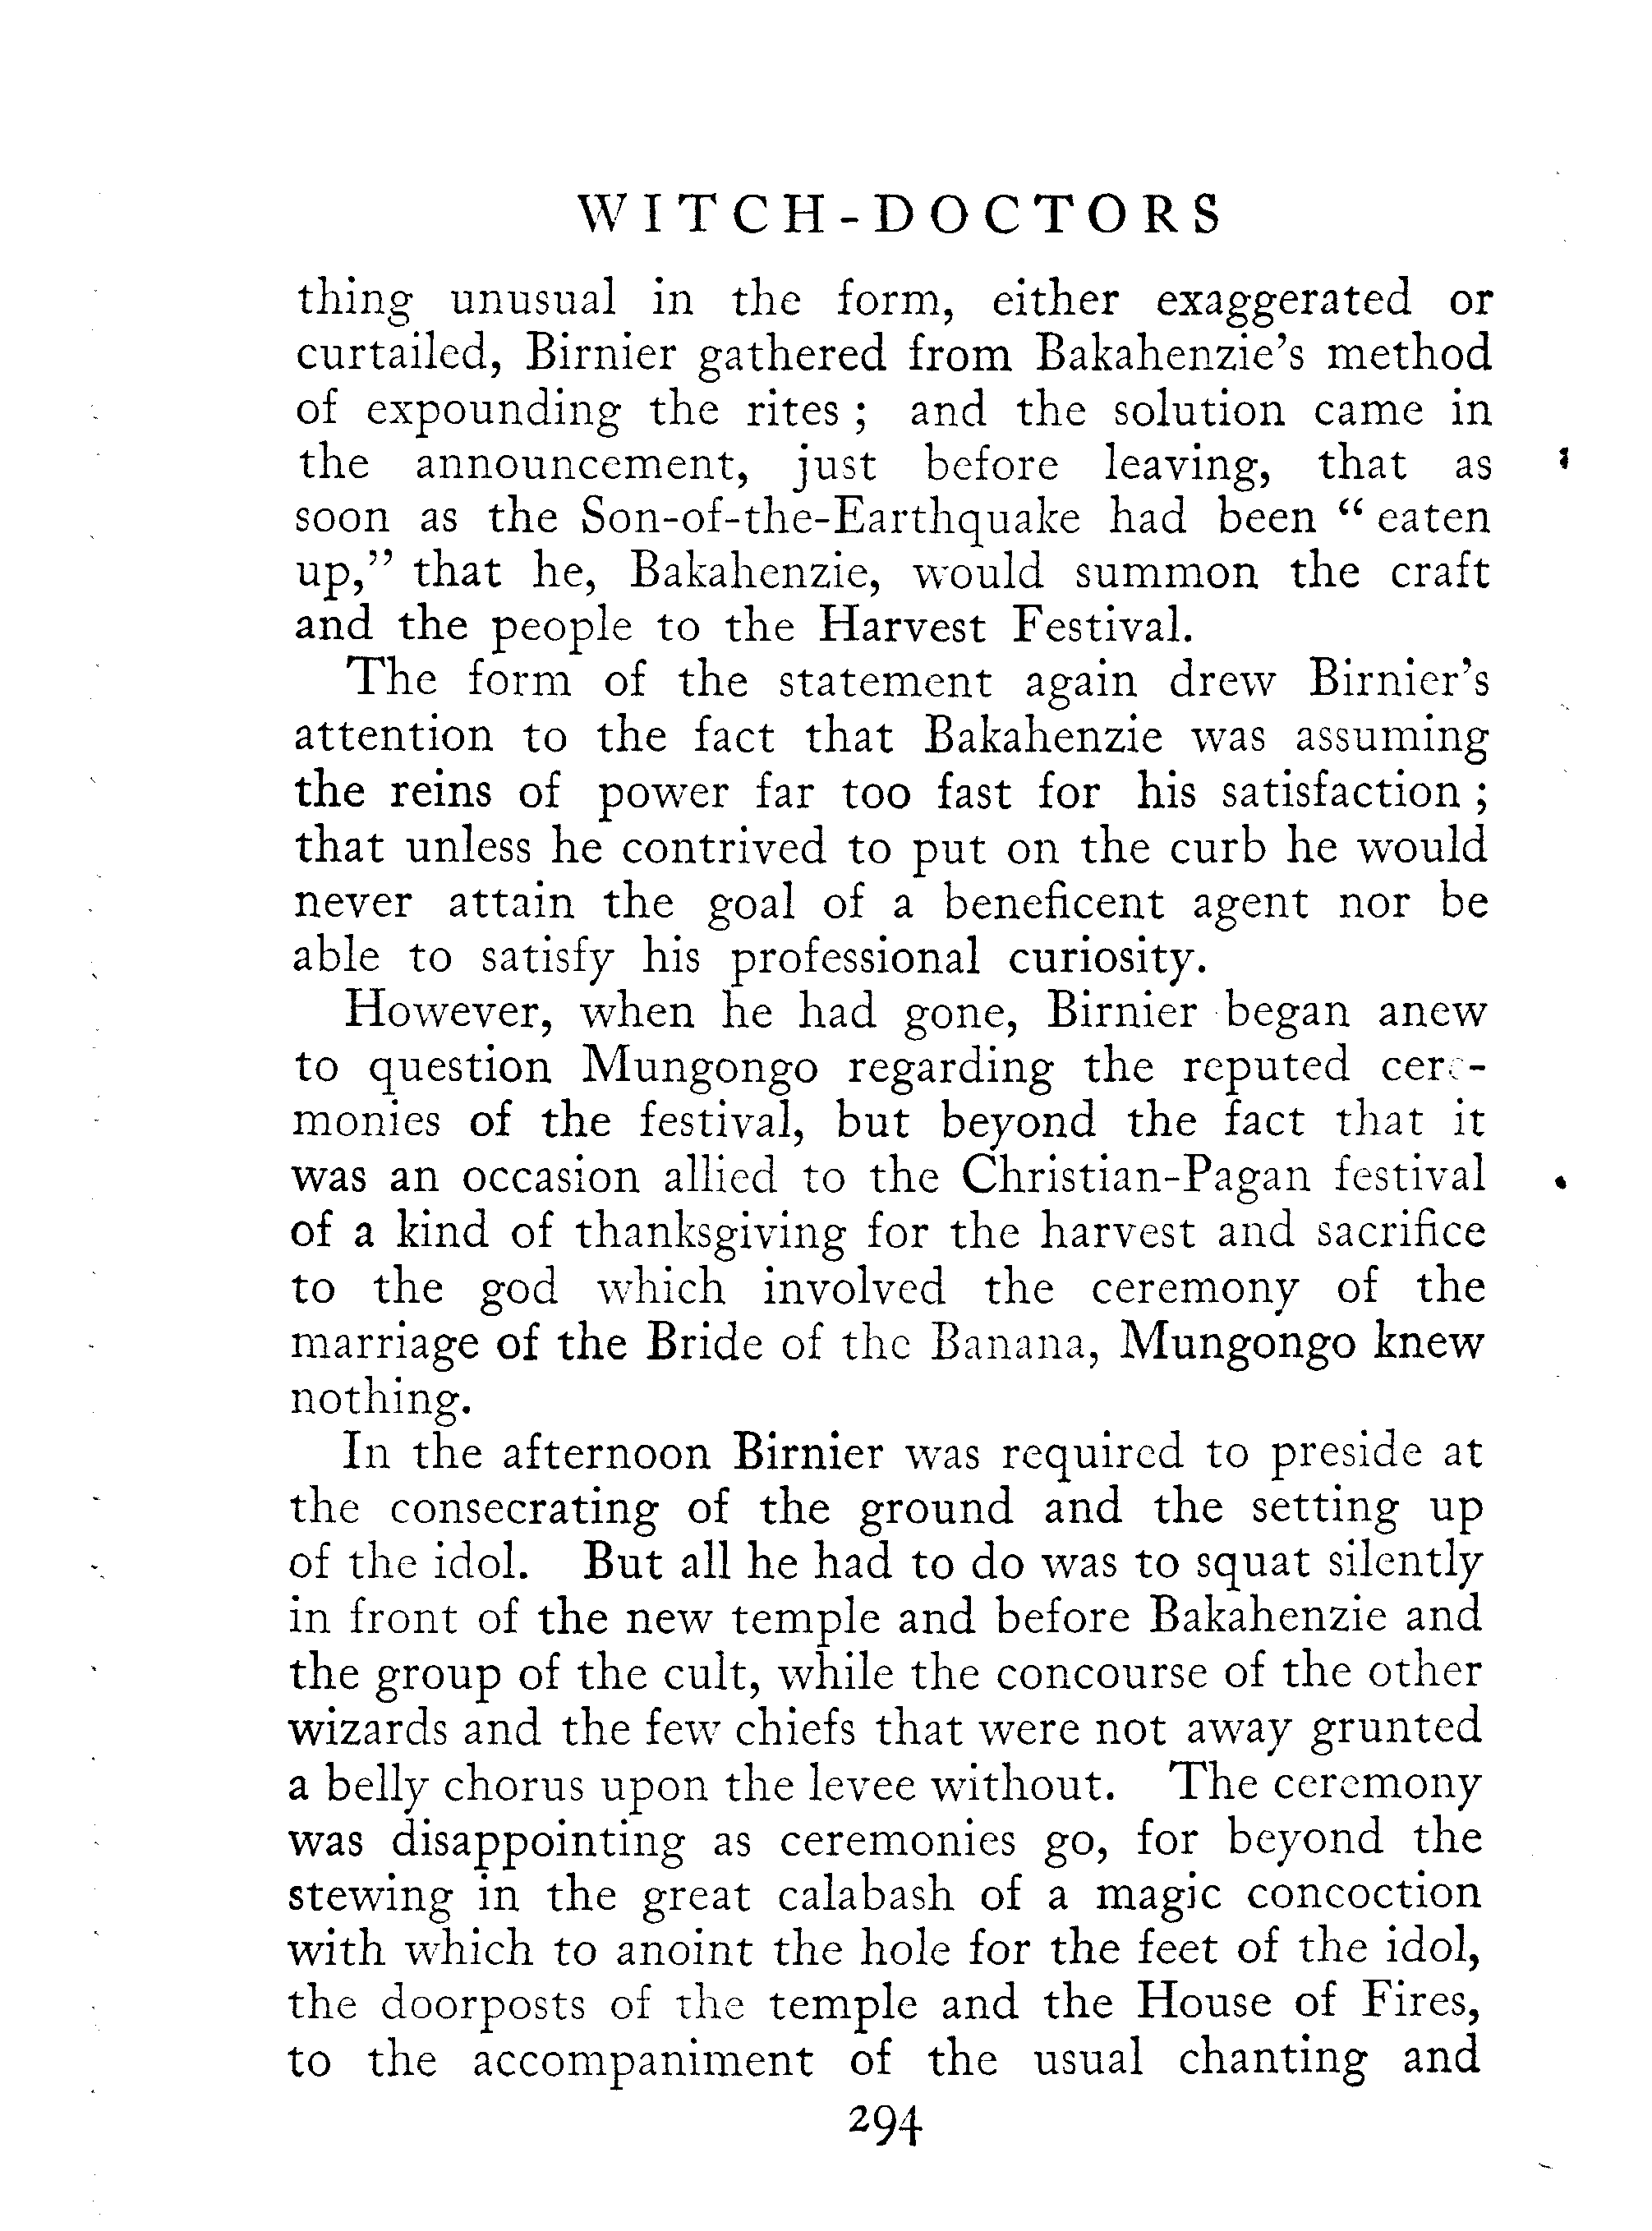 WITCH-DOCTORS
thing unusual in the form, either exaggerated or
curtailed, Birnier gathered from Bakahenzie's method
of expounding the rites ; and the solution came in
the announcement, just before leaving, that as
soon as the Son-of-the-Earthquake had been “ eaten
up,” that he, Bakahenzie, would summon the craft
and the people to the Harvest Festival.
The form of the statement again drew Birnier's
attention to the fact that Bakahenzie was assuming
the reins of power far too fast for his satisfaction ;
that unless he contrived to put on the curb he would
never attain the goal of a beneficent agent nor be
able to satisfy his professional curiosity.
However, when he had gone, Birnier began anew
to question Mungongo regarding the reputed cere-
monies of the festival, but beyond the fact that it
was an occasion allied to the Christian-Pagan festival
of a kind of thanksgiving for the harvest and sacrifice
to the god which involved the ceremony of the
marriage of the Bride of the Banana, Mungongo knew
nothing.
In the afternoon Birnier was required to preside at
the consecrating of the ground and the setting up
of the idol. But all he had to do was to squat silently
in front of the new temple and before Bakahenzie and
the group of the cult, while the concourse of the other
wizards and the few chiefs that were not away grunted
a belly chorus upon the levee without. The ceremony
was disappointing as ceremonies go, for beyond the
stewing in the great calabash of a magic concoction
with which to anoint the hole for the feet of the idol,
the doorposts of the temple and the House of Fires,
to the accompaniment of the usual chanting and
294